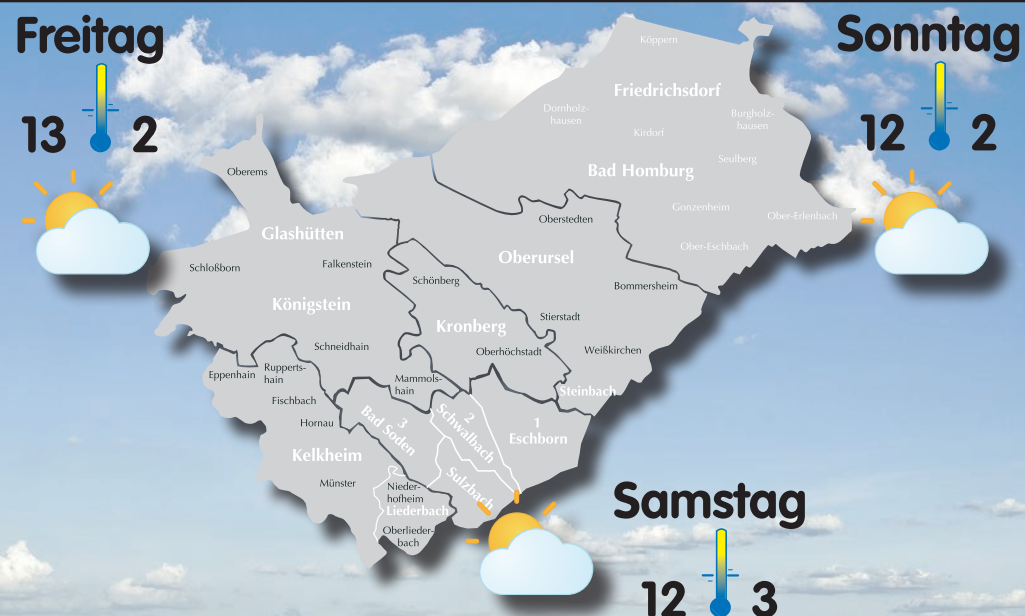 Freitag
13 2
Sonntag
12 2
Köppern
Friedrichsdorf
Dornholz-
hausen
Burgholz-
hausen
Kirdorf
Seulberg
Bad Homburg
Oberems
Gonzenheim
Ober-Erlenbach
Oberstedten
Glashütten
Ober-Eschbach
Oberursel
Falkenstein
Schloßborn
Schönberg
Bommersheim
Königstein
Stierstadt
Kronberg
Schneidhain
Oberhöchstadt
Weißkirchen
Eppenhain
Rupperts-
hain
Mammols-
hain
Steinbach
Fischbach
Hornau
3
Bad Soden
2
Schwalbach
1
Eschborn
Kelkheim
Sulzbach
Münster
Nieder-
hofheim
Liederbach
Oberlieder-
bach
Samstag
12 3